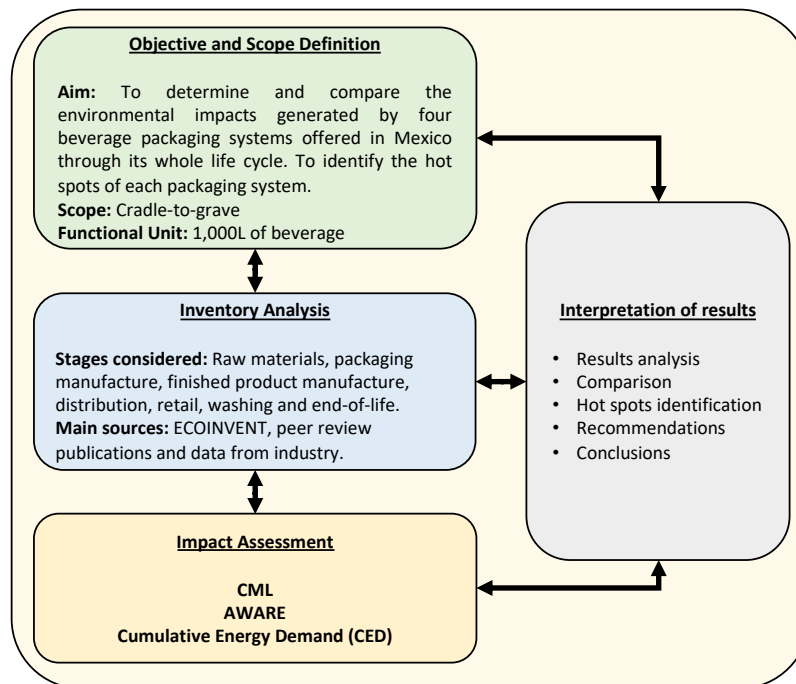 Objective and Scope Definition
Aim: To determine and compare the
environmental impacts generated by four
beverage packaging systems offered in Mexico
through its whole life cycle. To identify the hot
spots of each packaging system.
Scope: Cradle-to-grave
Functional Unit: 1,000L of beverage
Inventory Analysis
Stages considered: Raw materials, packaging
manufacture, finished product manufacture,
distribution, retail, washing and end-of-life.
Main sources: ECOINVENT, peer review
publications and data from industry.
Impact Assessment
CML
AWARE
Cumulative Energy Demand (CED)
Interpretation of results
• Results analysis
• Comparison
• Hot spots identification
• Recommendations
• Conclusions